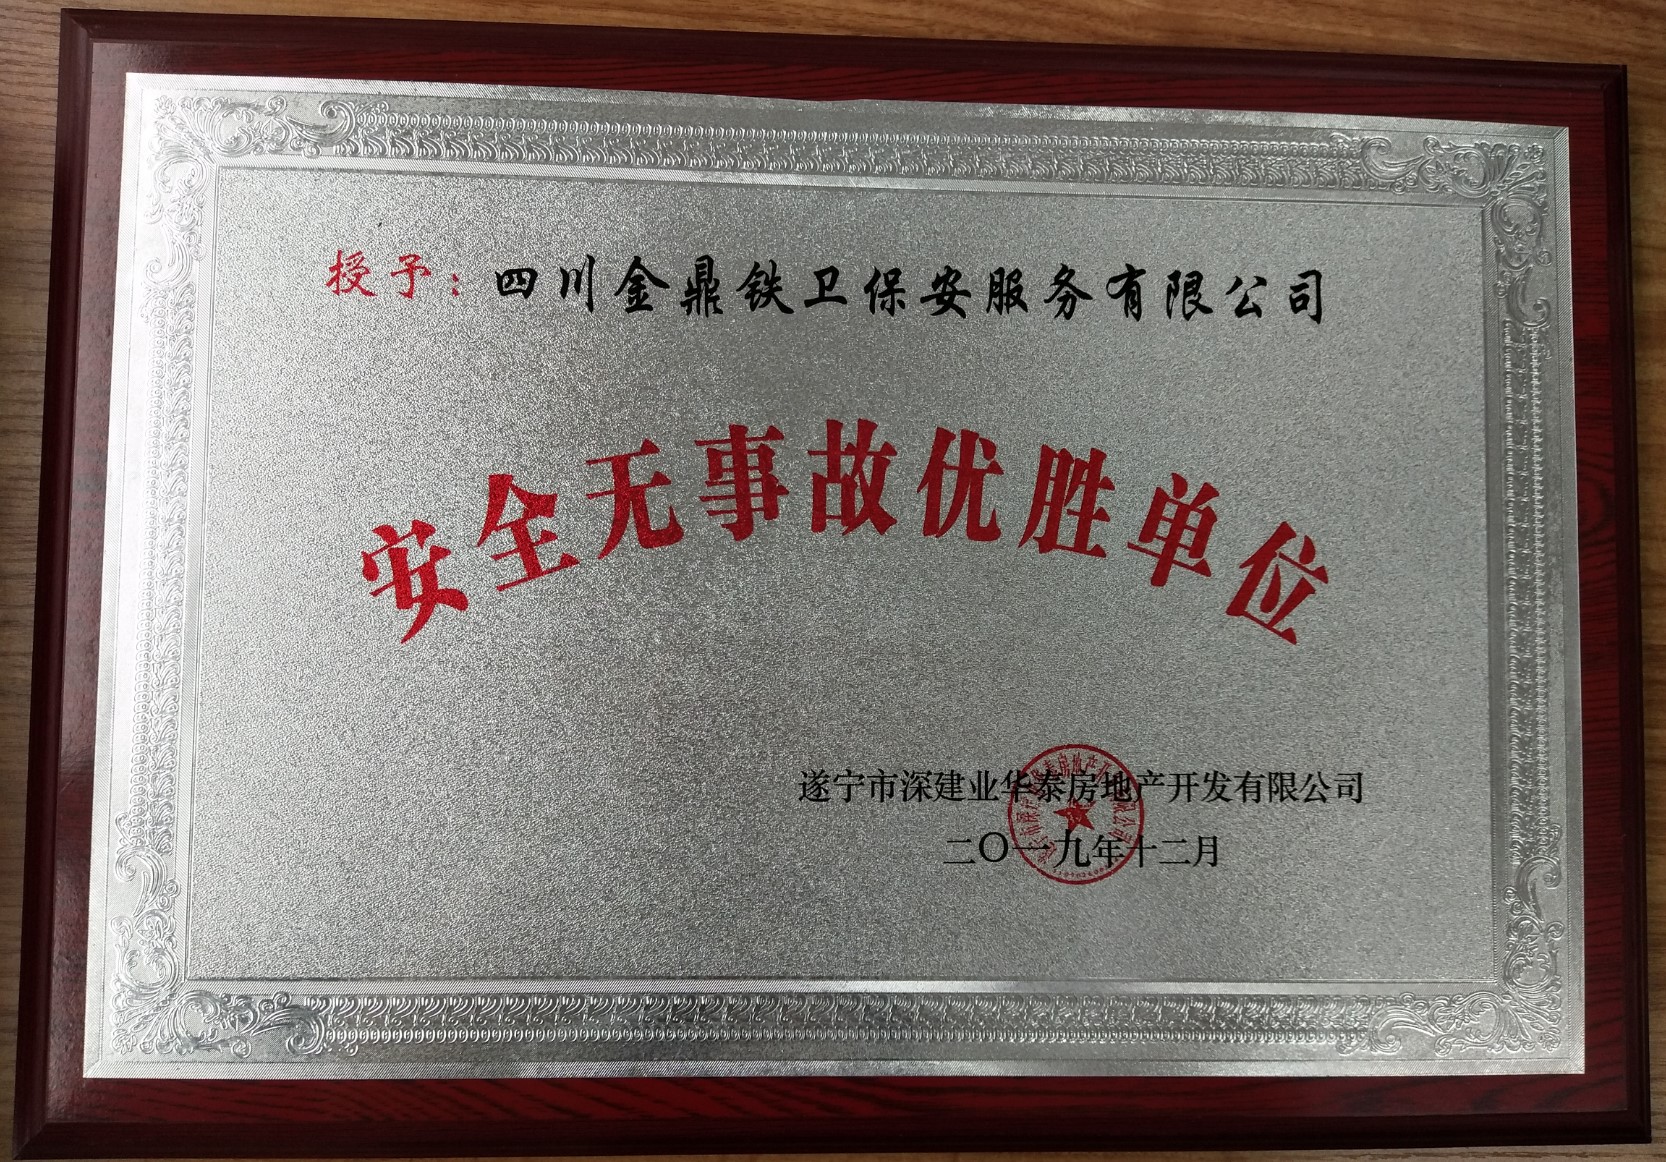 授予：四川金鼎铁卫保安服务有限公司
安全无事故优胜单位
遂宁市深建业华泰房地产开发有限公司
二〇一九年十二月